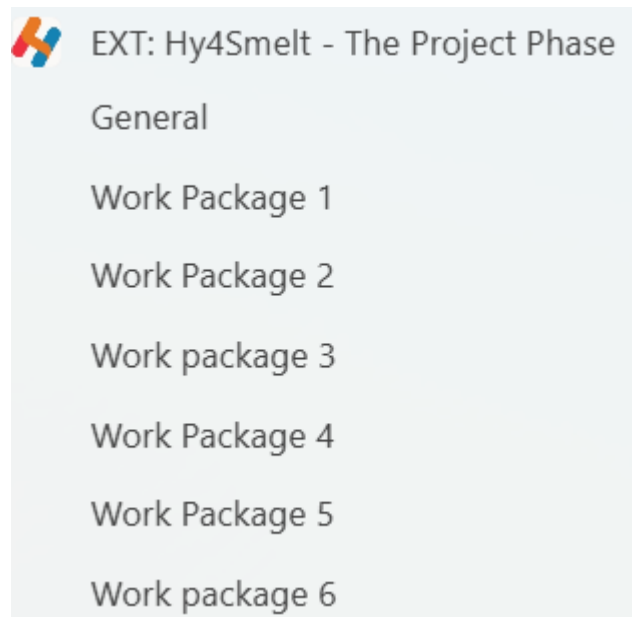 EXT: Hy4Smelt - The Project Phase
General
Work Package 1
Work Package 2
Work package 3
Work Package 4
Work Package 5
Work package 6